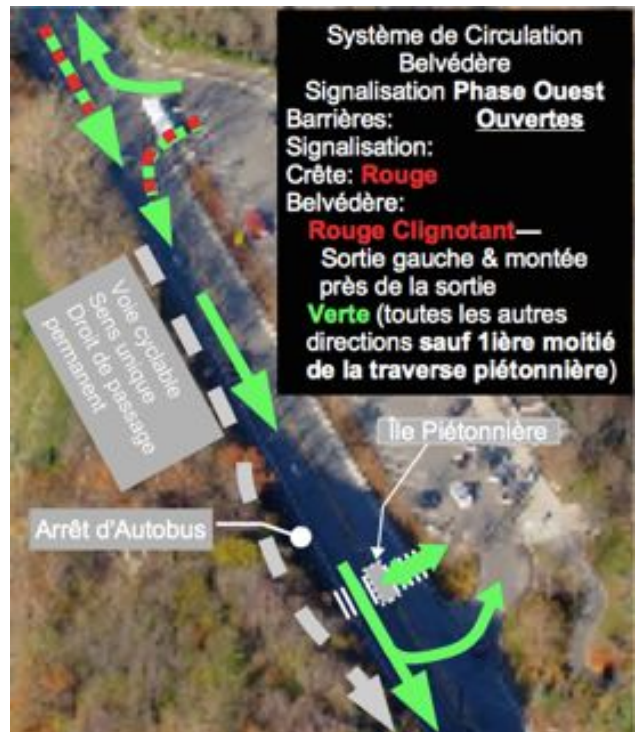 Système de Circulation
Belvédère
Signalisation Phase Ouest
Barrières: Ouvertes
Signalisation:
Crête: Rouge
Belvédère:
Rouge Clignotant—
Sortie gauche & montée
près de la sortie
Verte (toutes les autres
directions sauf 1ière moitié
de la traverse piétonnière)
Voie cyclable
Sens unique
Droit de passage
permanent
Île Piétonnière
Arrêt d'Autobus